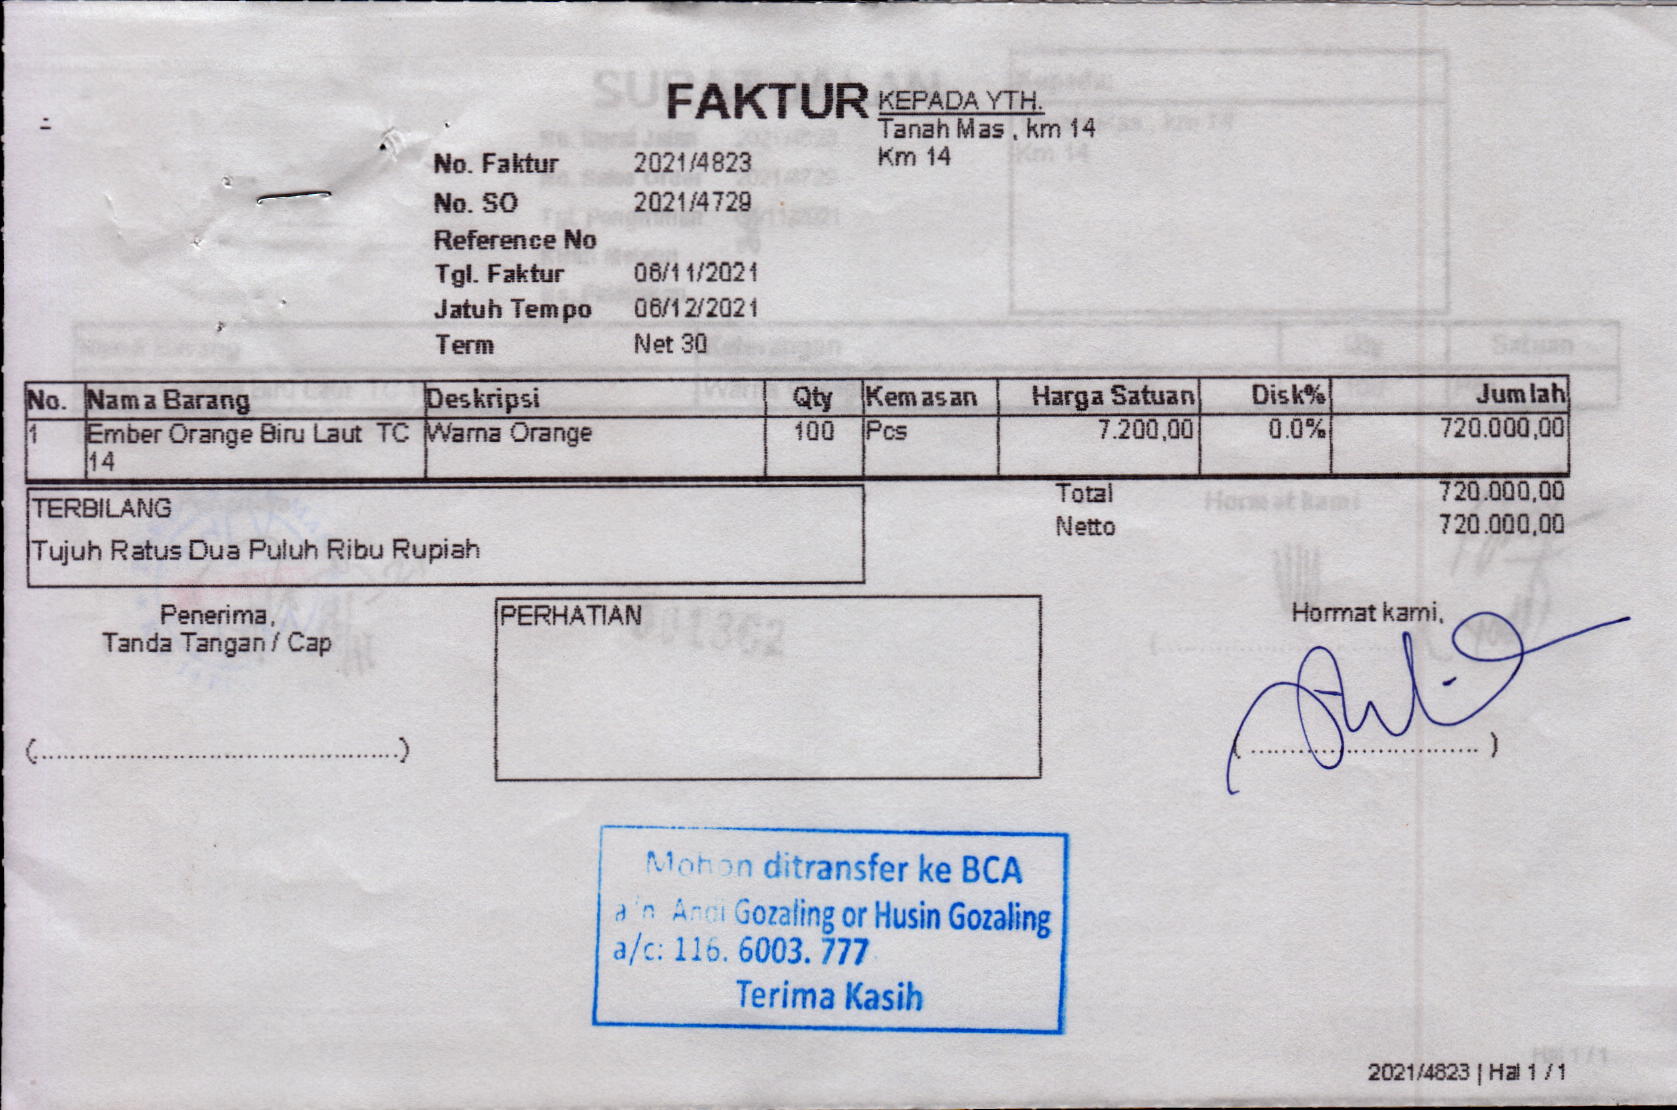 FAKTUR
KEPADA YTH.
Tanah Mas , km 14
Km 14
No. Faktur 2021/4823
No. SO 2021/4729
Reference No
Tgl. Faktur 06/11/2021
Jatuh Tempo 06/12/2021
Term Net 30
No. Nama Barang Deskripsi Qty Kemasan Harga Satuan Disk% Jumlah
1 Ember Orange Biru Laut TC Warna Orange 100 Pcs 7.200,00 0.0% 720.000,00
14
Total 720.000,00
Netto 720.000,00
TERBILANG
Tujuh Ratus Dua Puluh Ribu Rupiah
Penerima,
Tanda Tangan / Cap
(................................................)
PERHATIAN
Hormat kami,
( .............................. )
Mohon ditransfer ke BCA
a/n Andi Gozaling or Husin Gozaling
a/c: 116. 6003. 777
Terima Kasih
2021/4823 | Hal 1 / 1